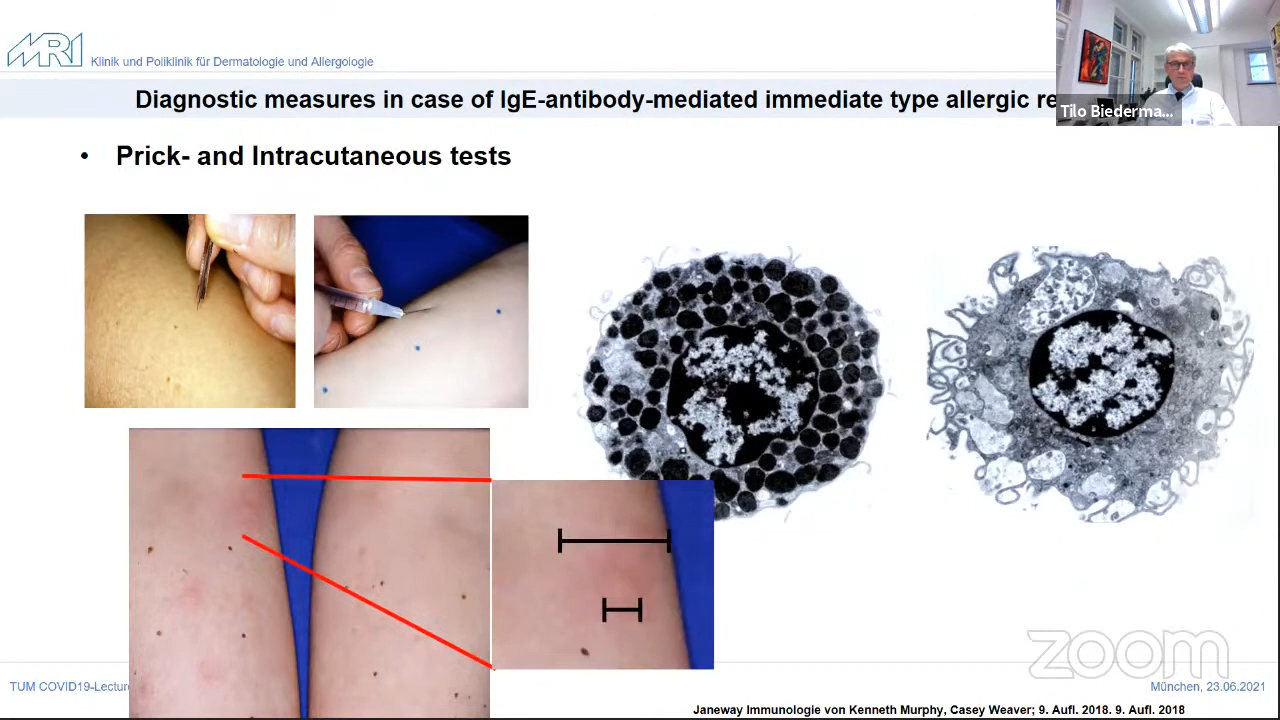 MRI
Klinik und Poliklinik für Dermatologie und Allergologie
Diagnostic measures in case of IgE-antibody-mediated immediate type allergic re
Tilo Biederma...
• Prick- and Intracutaneous tests
zoom
TUM COVID19-Lecture
München, 23.06.2021
Janeway Immunologie von Kenneth Murphy, Casey Weaver; 9. Aufl. 2018. 9. Aufl. 2018